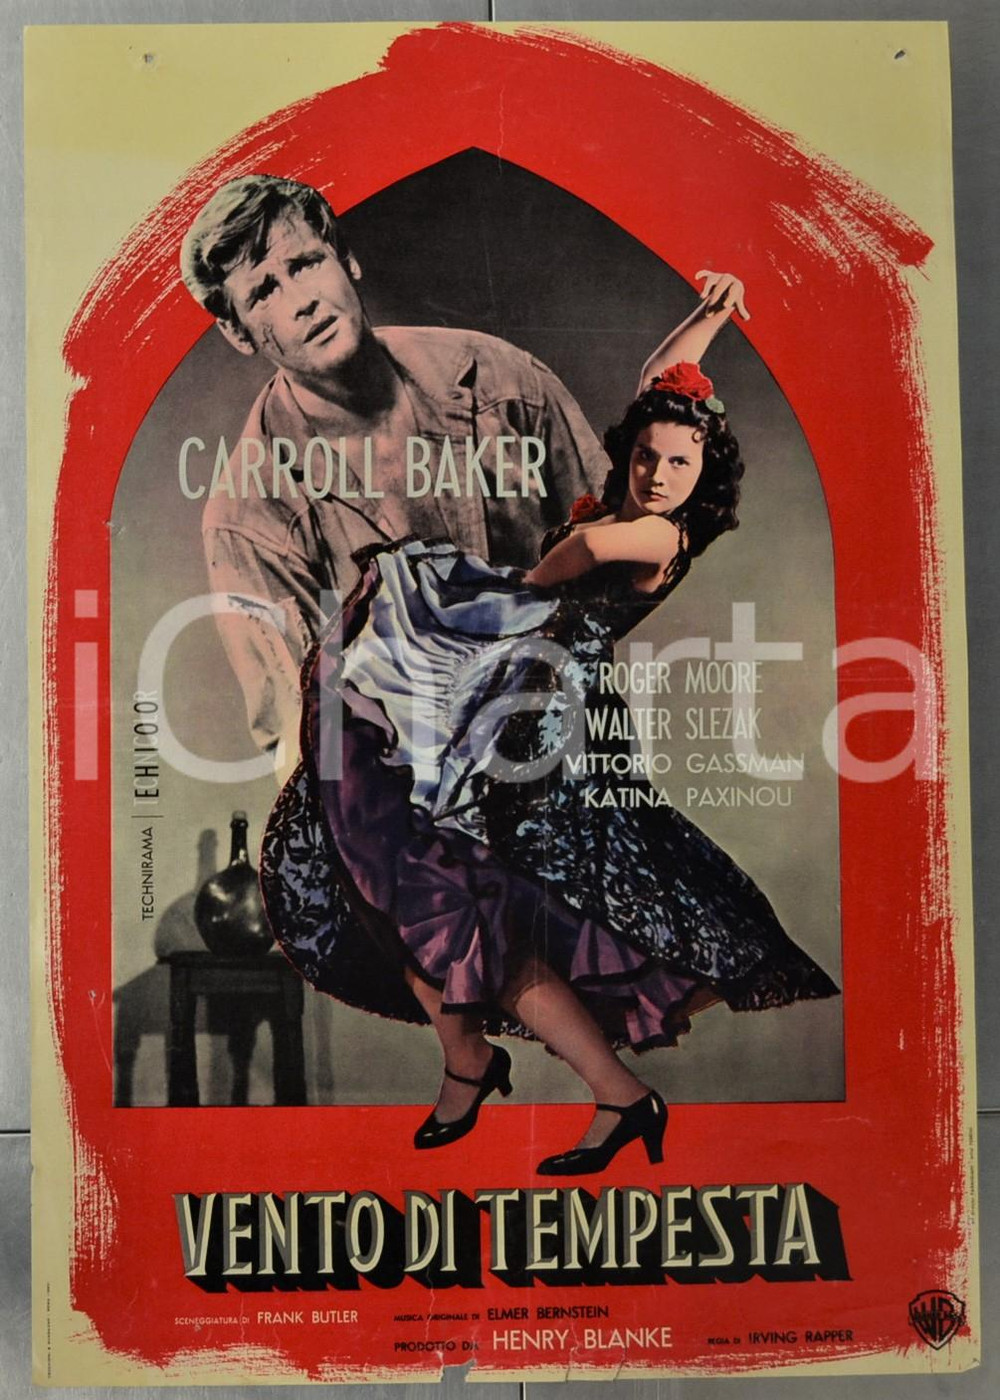 CARROLL BAKER
ROGER MOORE
WALTER SLEZAK
VITTORIO GASSMAN
KATINA PAXINOU
TECHNIRAMA TECHNICOLOR
iCharta
VENTO DI TEMPESTA
SCENEGGIATURA DI FRANK BUTLER
MUSICA ORIGINALE DI ELMER BERNSTEIN
PRODOTTO DA HENRY BLANKE
REGIA DI IRVING RAPPER
WB